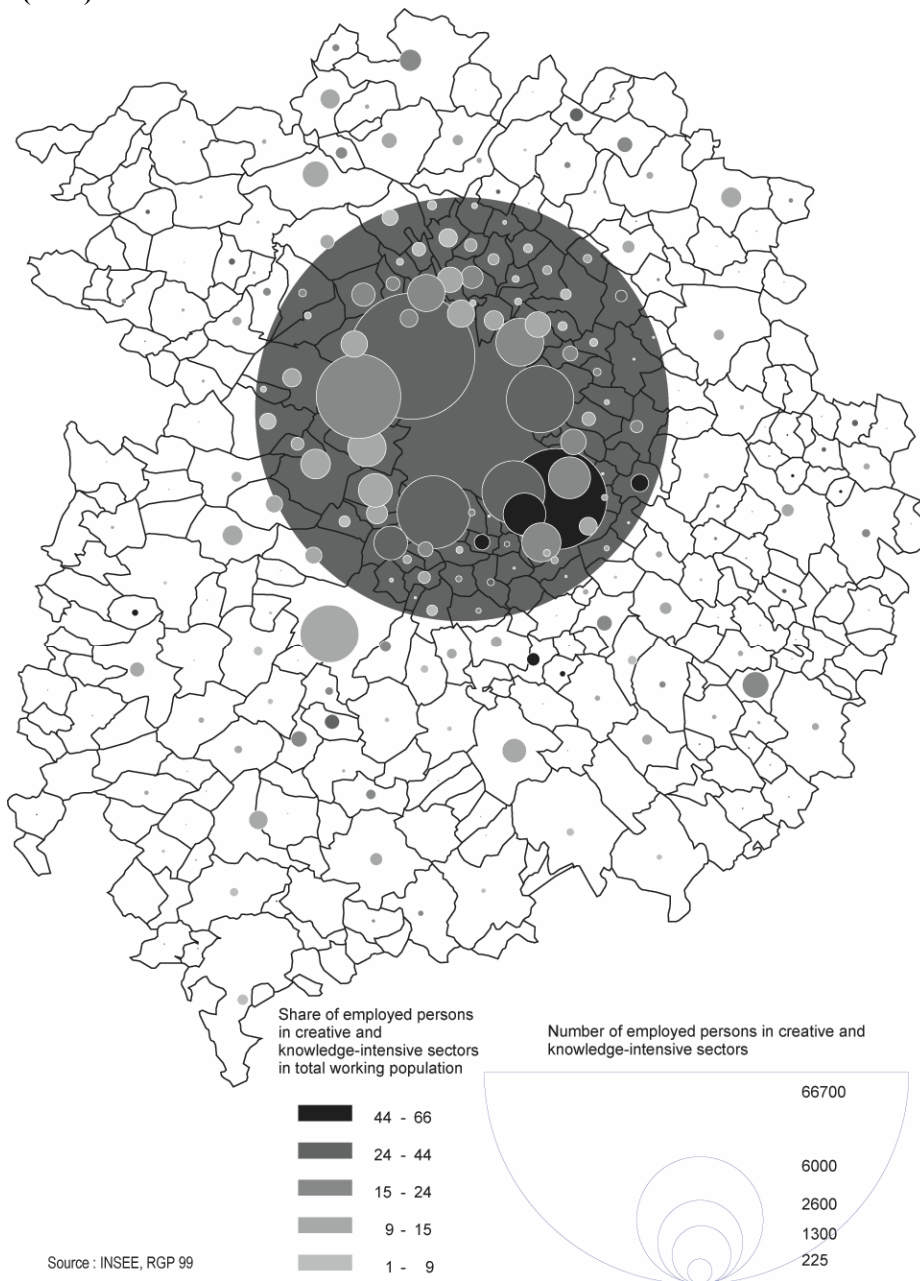 Share of employed persons
in creative and
knowledge-intensive sectors
in total working population
44 - 66
24 - 44
15 - 24
9 - 15
1 - 9
Number of employed persons in creative and
knowledge-intensive sectors
66700
6000
2600
1300
225
Source : INSEE, RGP 99